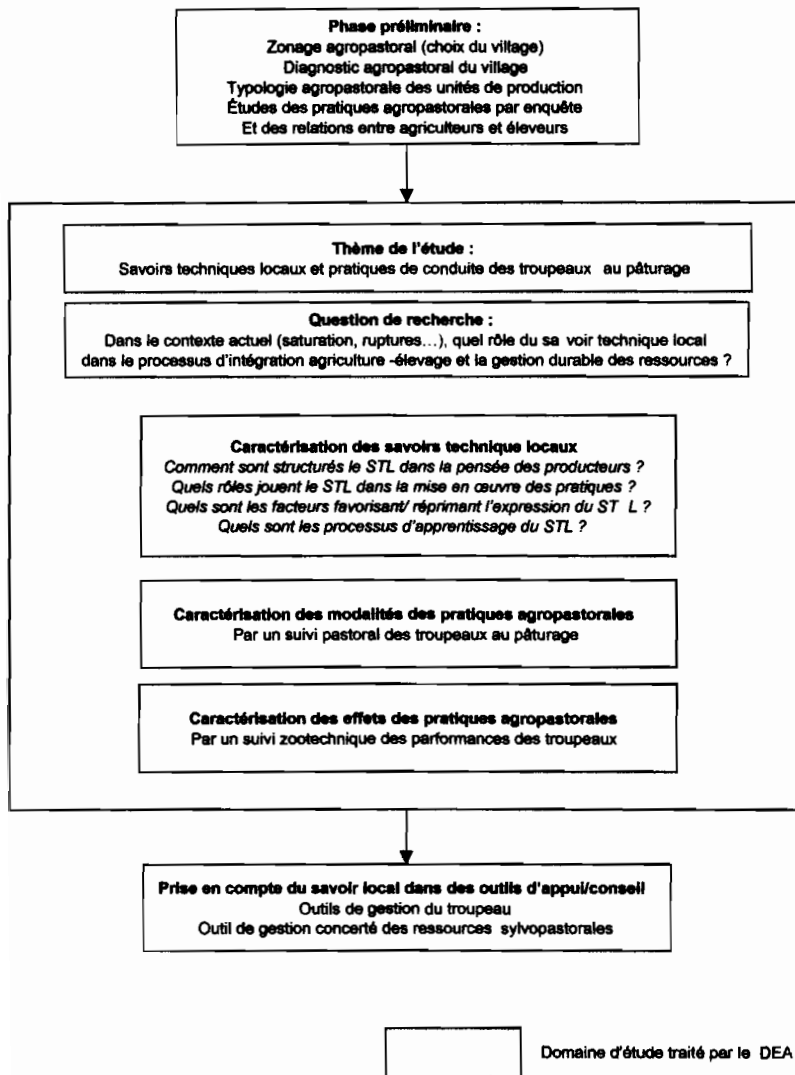 Phase préliminaire :
Zonage agropastoral (choix du village)
Diagnostic agropastoral du village
Typologie agropastorale des unités de production
Études des pratiques agropastorales par enquête
Et des relations entre agriculteurs et éleveurs
Thème de l'étude :
Savoirs techniques locaux et pratiques de conduite des troupeaux au pâturage
Question de recherche :
Dans le contexte actuel (saturation, ruptures...), quel rôle du sa voir technique local
dans le processus d'intégration agriculture -élevage et la gestion durable des ressources ?
Caractérisation des savoirs technique locaux
Comment sont structurés le STL dans la pensée des producteurs ?
Quels rôles jouent le STL dans la mise en œuvre des pratiques ?
Quels sont les facteurs favorisant/ réprimant l'expression du ST L ?
Quels sont les processus d'apprentissage du STL ?
Caractérisation des modalités des pratiques agropastorales
Par un suivi pastoral des troupeaux au pâturage
Caractérisation des effets des pratiques agropastorales
Par un suivi zootechnique des parformances des troupeaux
Prise en compte du savoir local dans des outils d'appui/conseil
Outils de gestion du troupeau
Outil de gestion concerté des ressources sylvopastorales
Domaine d'étude traité par le DEA